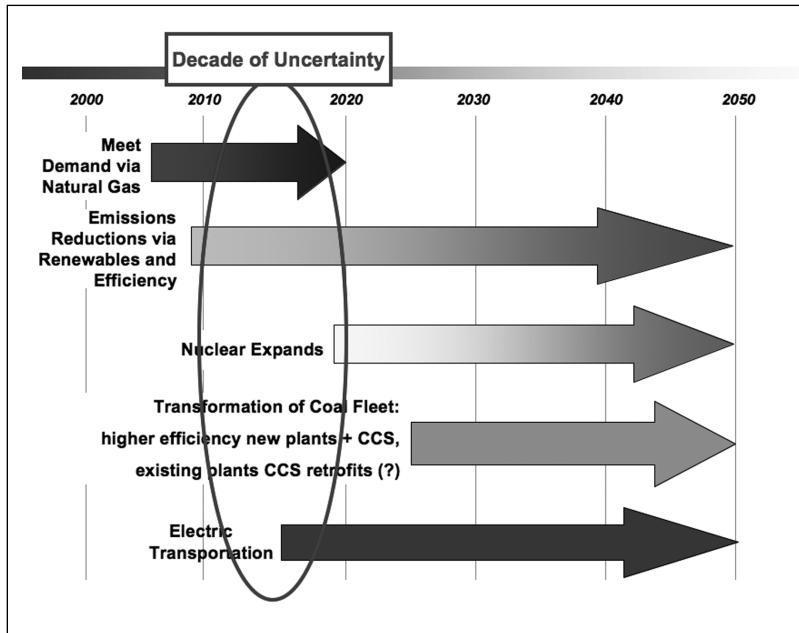 Decade of Uncertainty
2000 2010 2020 2030 2040 2050
Meet
Demand via
Natural Gas
Emissions
Reductions via
Renewables and
Efficiency
Nuclear Expands
Transformation of Coal Fleet:
higher efficiency new plants + CCS,
existing plants CCS retrofits (?)
Electric
Transportation